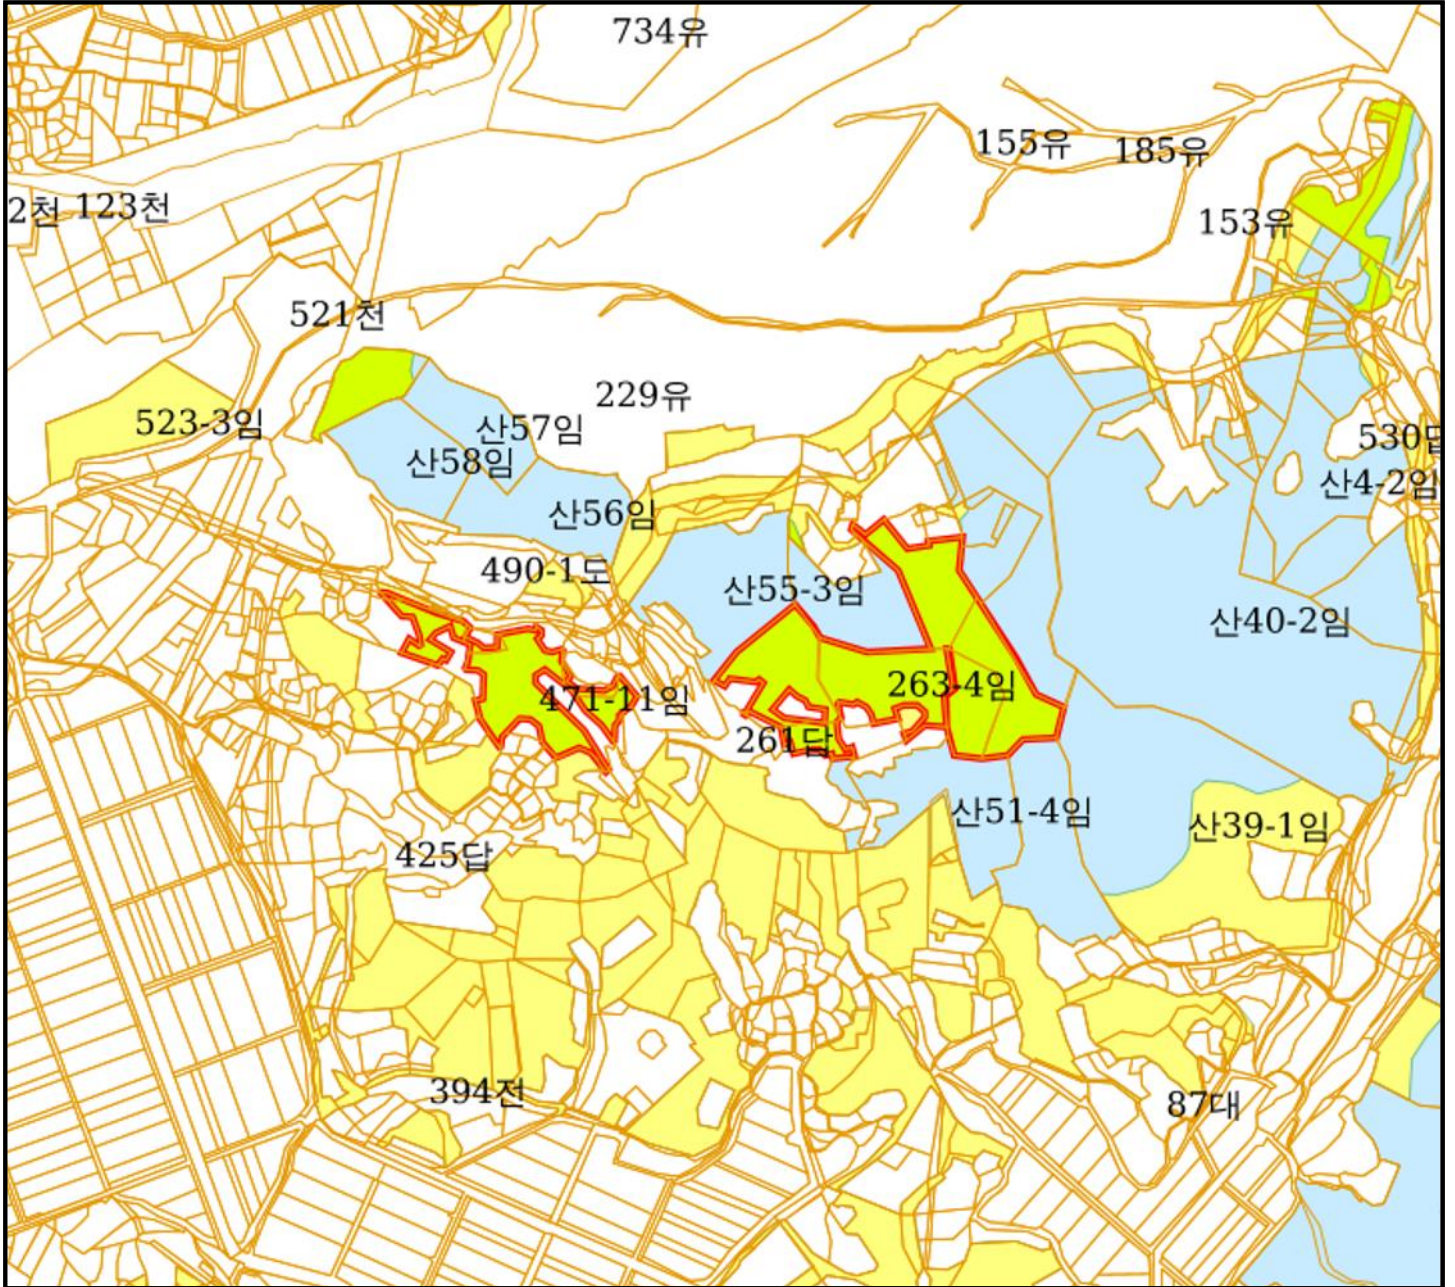 734유
155유
185유
2천
123천
153유
521천
229유
523-3임
산57임
530답
산58임
산4-2임
산56임
490-1도
산55-3임
산40-2임
263-4임
471-11임
261답
산51-4임
산39-1임
425답
394전
87대